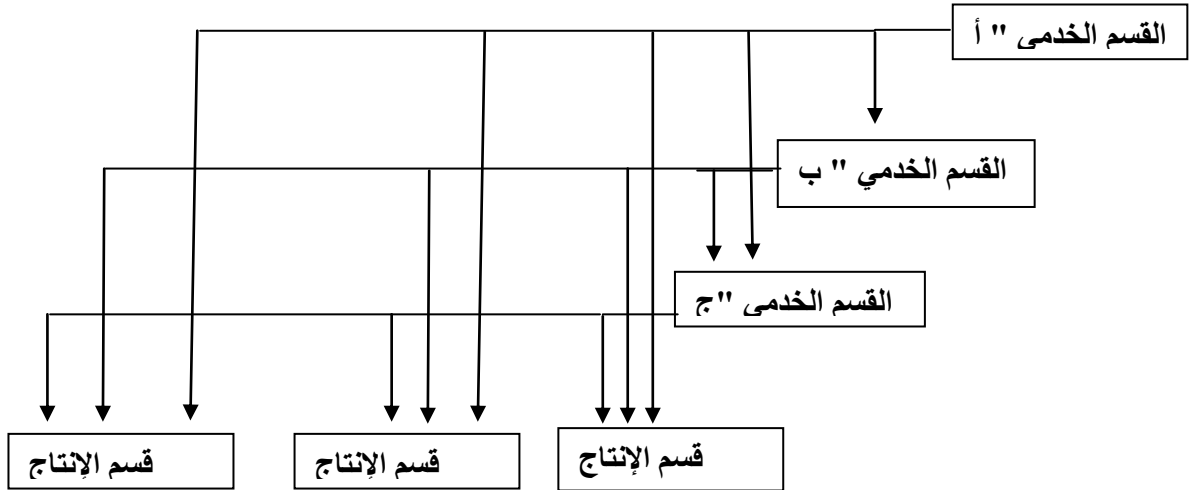 القسم الخدمى " أ
القسم الخدمي " ب
القسم الخدمى "ج
قسم الإنتاج
قسم الإنتاج
قسم الإنتاج